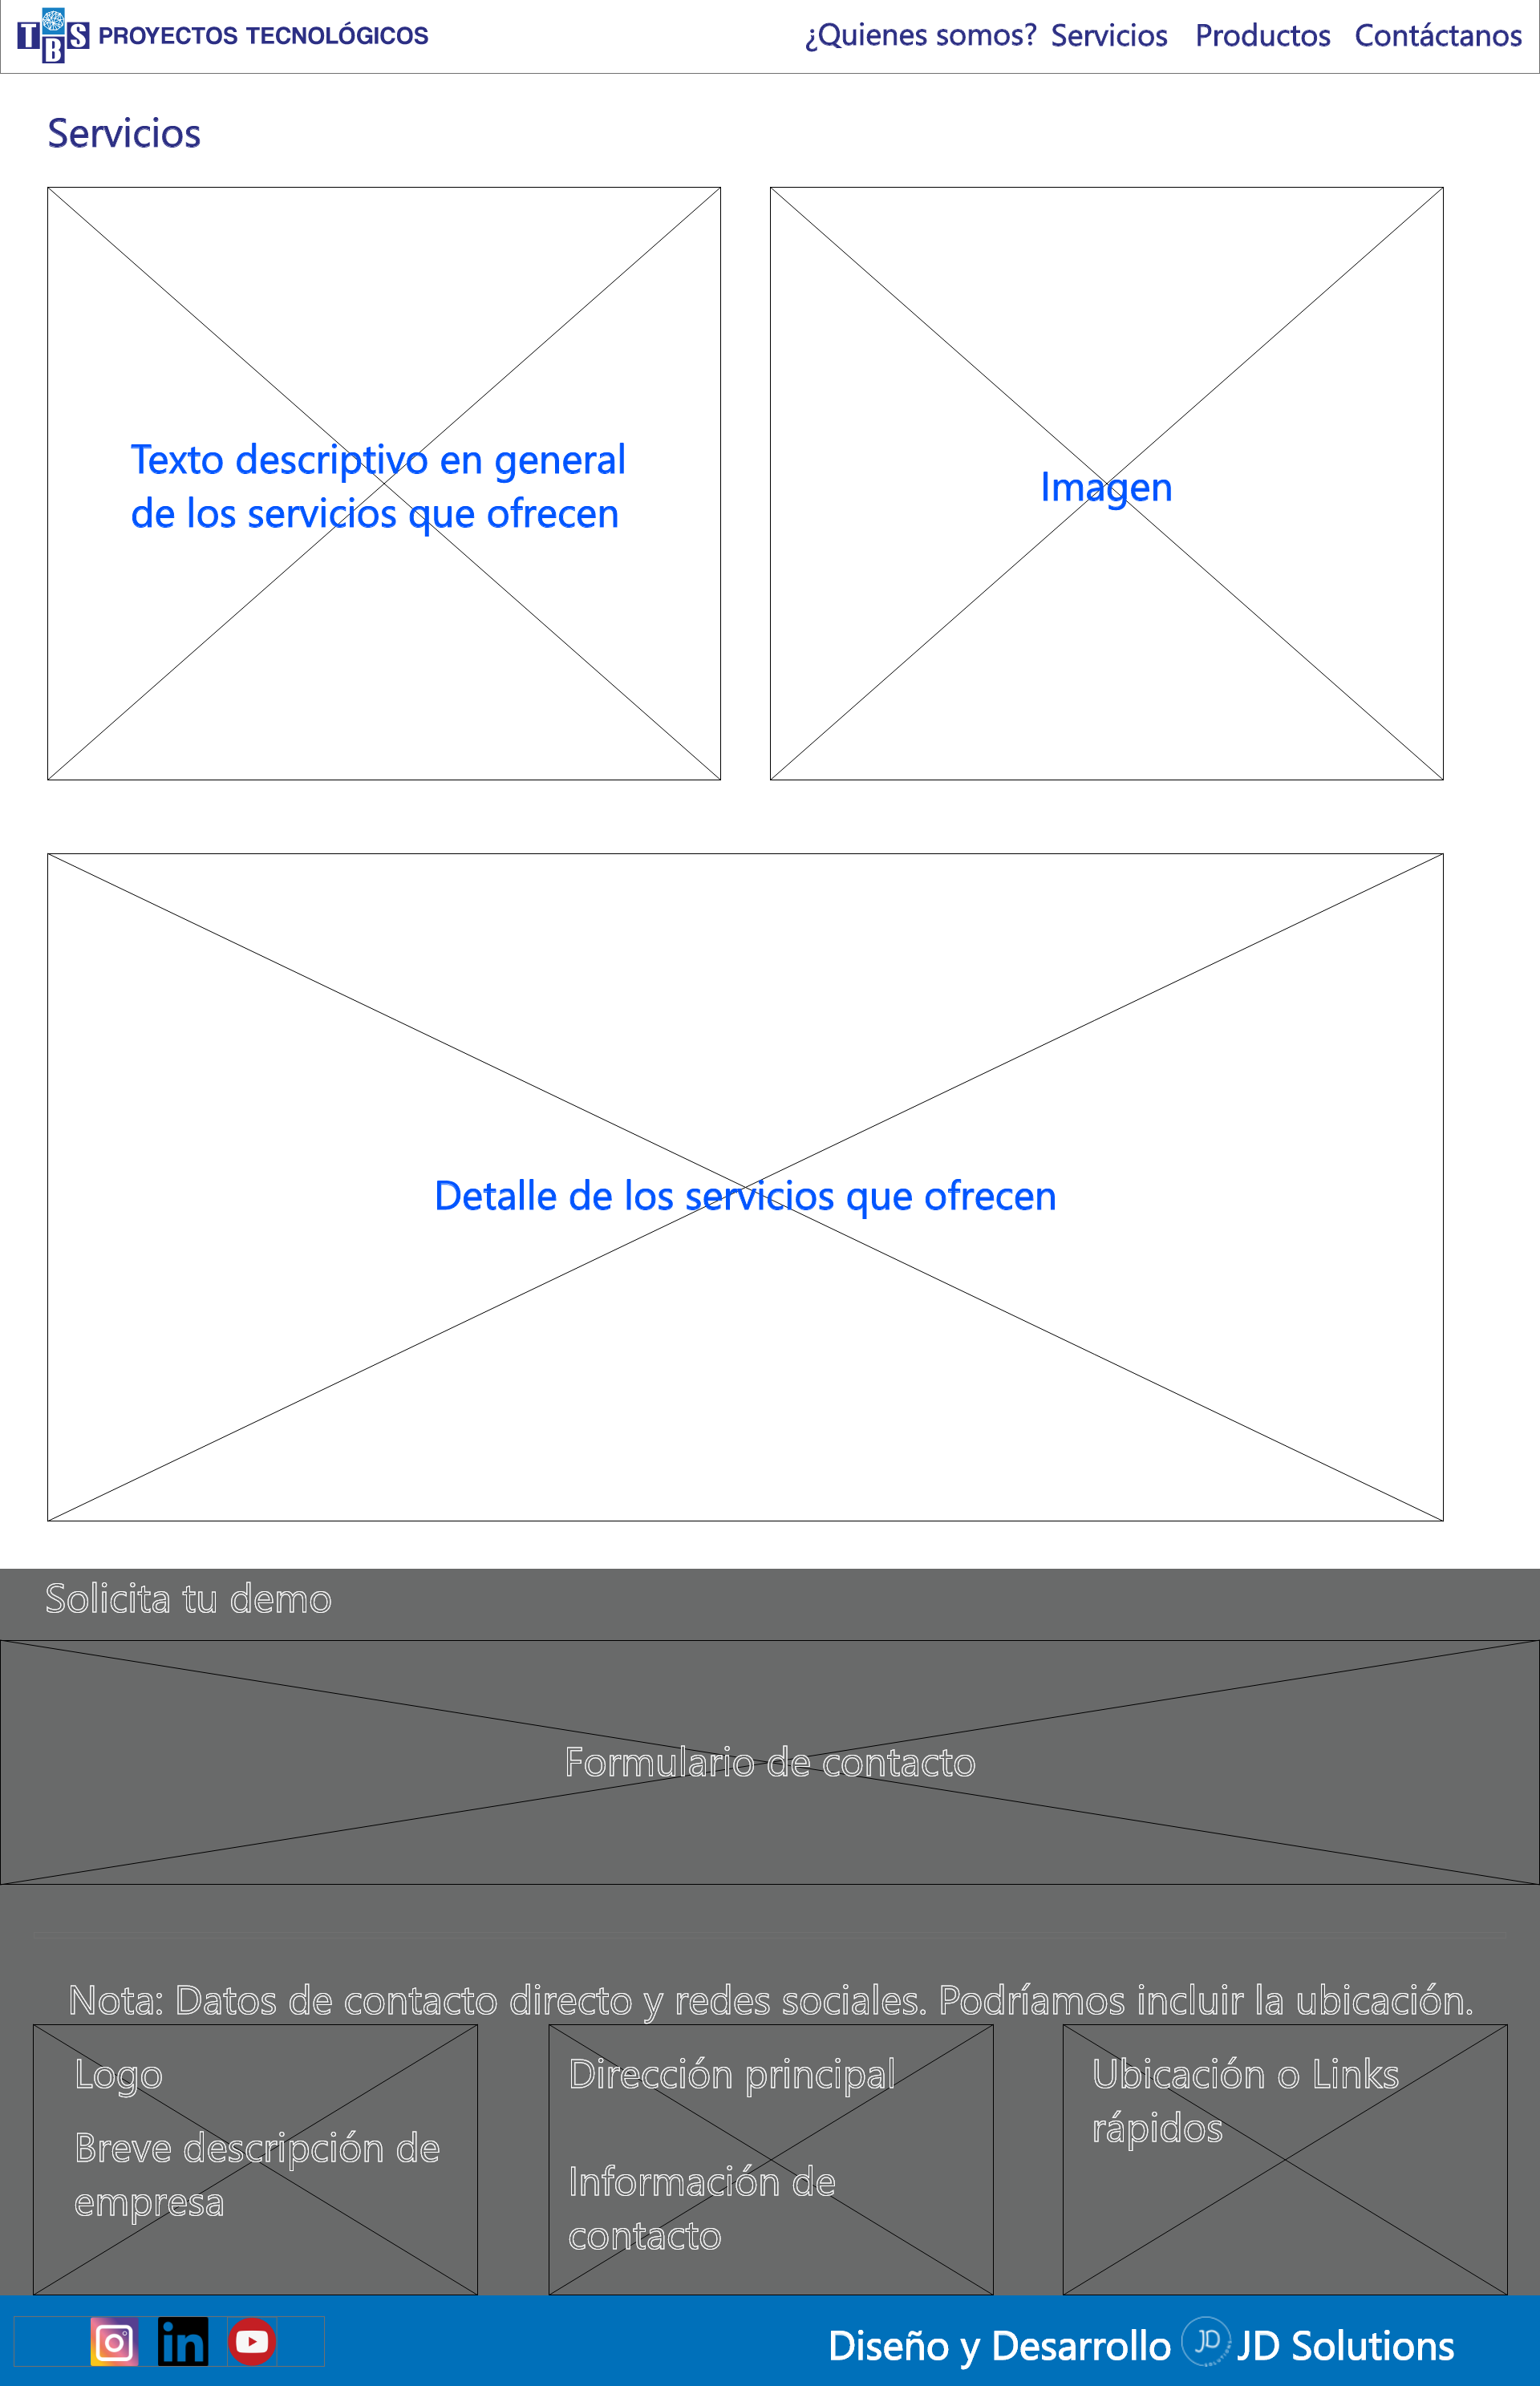 TBS PROYECTOS TECNOLÓGICOS
¿Quienes somos? Servicios Productos Contáctanos
Servicios
Texto descriptivo en general
de los servicios que ofrecen
Imagen
Detalle de los servicios que ofrecen
Solicita tu demo
Formulario de contacto
Nota: Datos de contacto directo y redes sociales. Podríamos incluir la ubicación.
Logo
Breve descripción de
empresa
Dirección principal
Información de
contacto
Ubicación o Links
rápidos
in
Diseño y Desarrollo JD JD Solutions